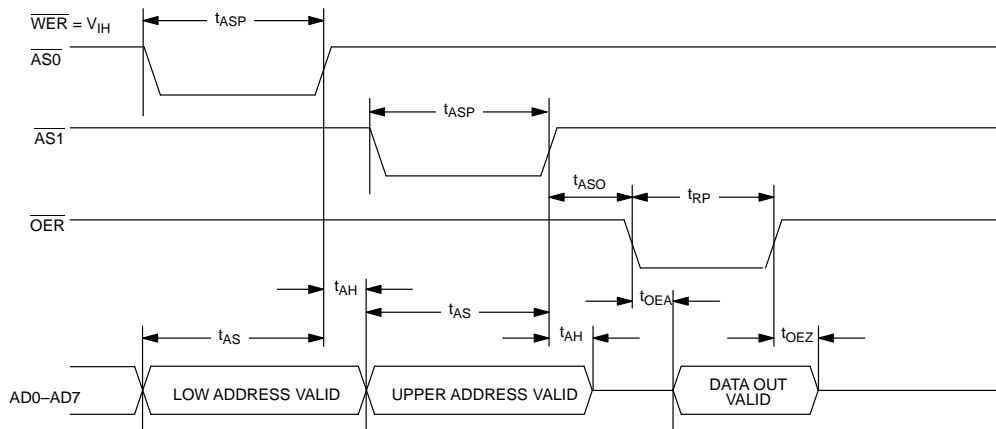 WER = VIH
tASP
AS0
tASP
AS1
tASO
tRP
OER
tAH
tOEA
tAS
tAS
tAH
tOEZ
AD0–AD7
LOW ADDRESS VALID
UPPER ADDRESS VALID
DATA OUT
VALID